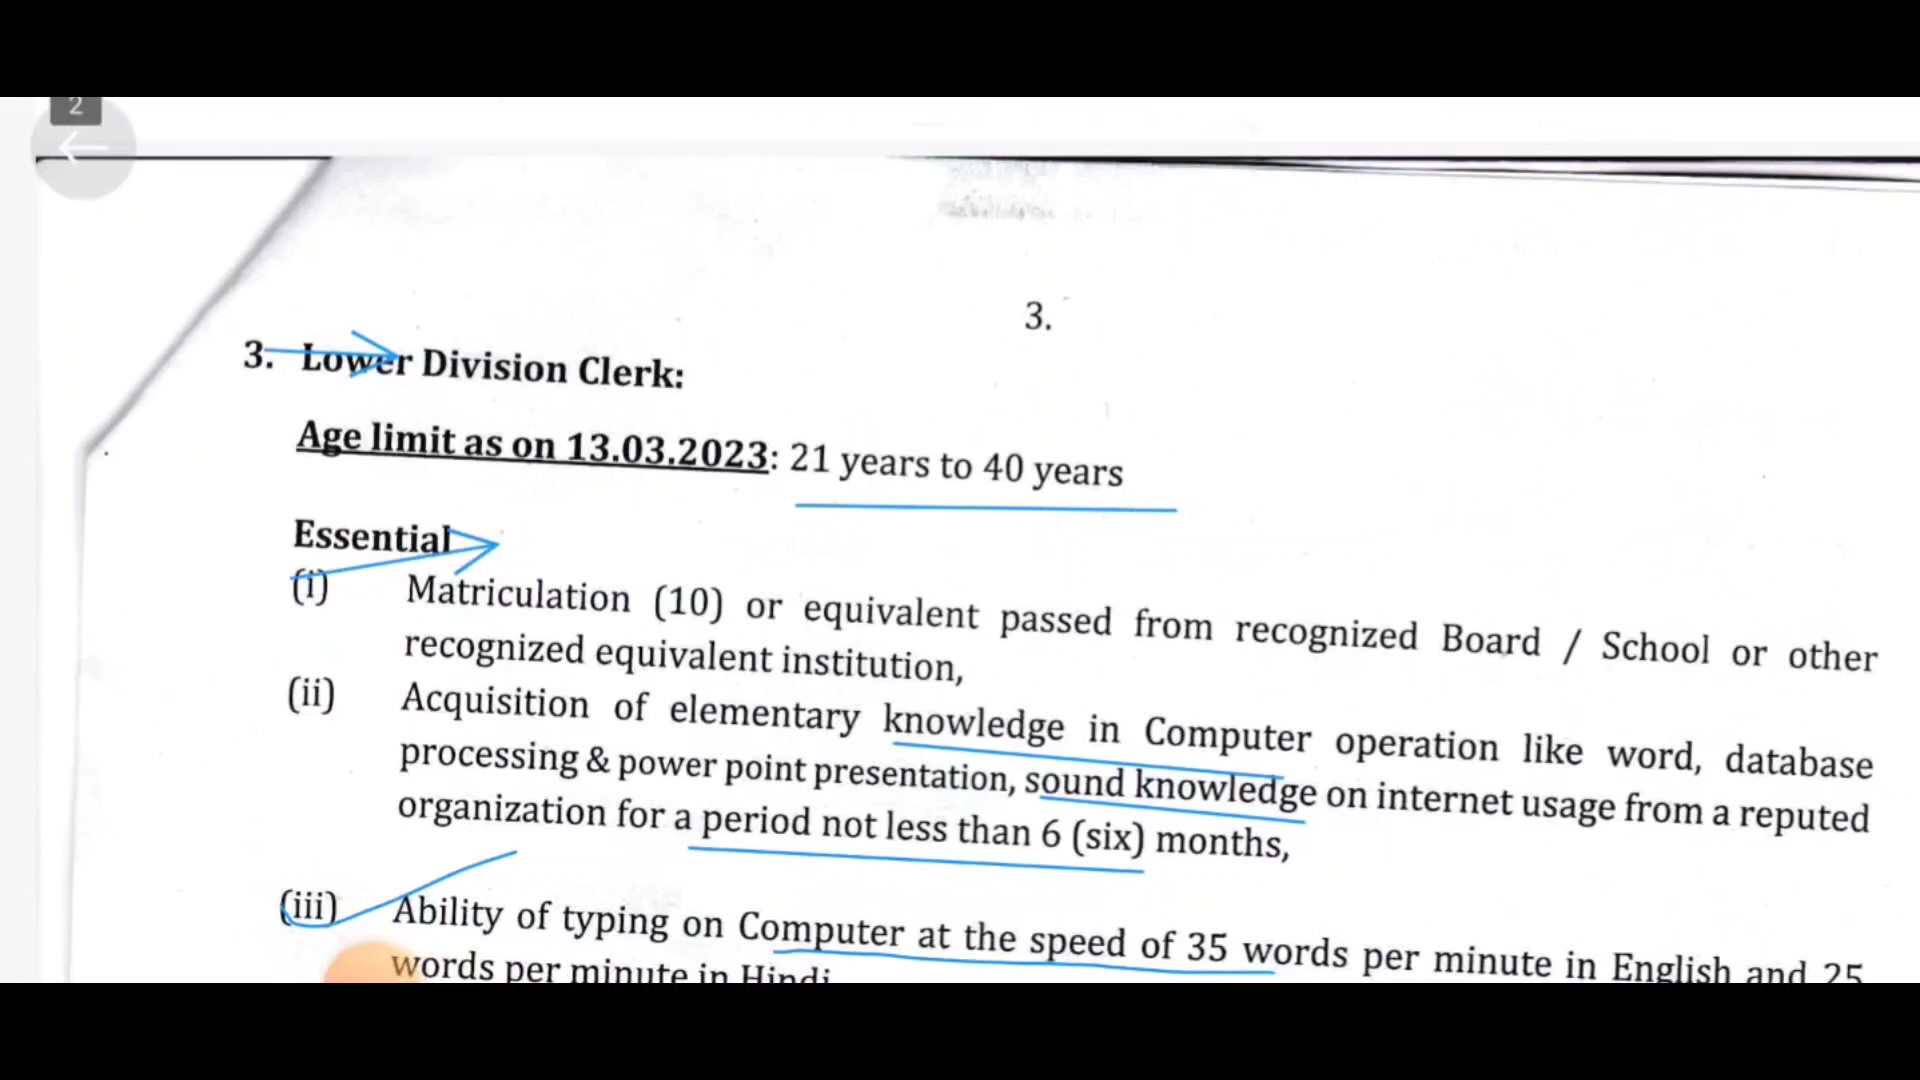 2
3.
3. Lower Division Clerk:
Age limit as on 13.03.2023: 21 years to 40 years
Essential
(i) Matriculation (10) or equivalent passed from recognized Board / School or other
recognized equivalent institution,
(ii) Acquisition of elementary knowledge in Computer operation like word, database
processing & power point presentation, sound knowledge on internet usage from a reputed
organization for a period not less than 6 (six) months,
(iii) Ability of typing on Computer at the speed of 35 words per minute in English and 25
words per minute in Hindi